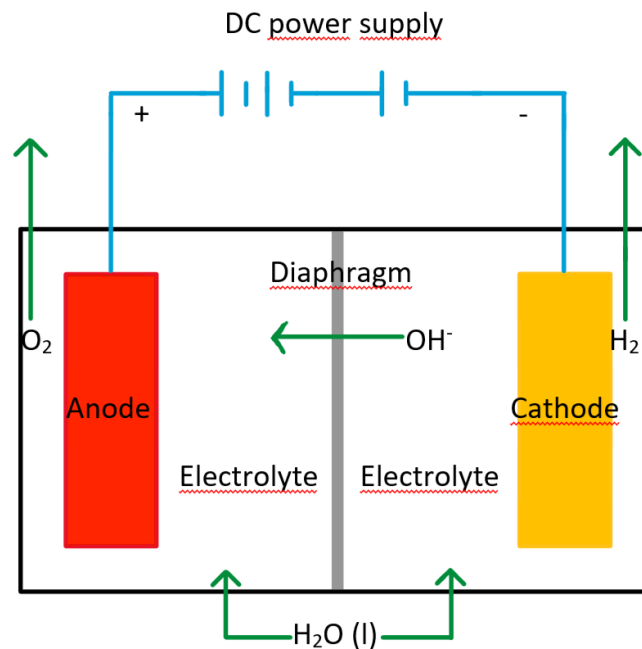 DC power supply
+ -
Diaphragm
O₂ OH⁻ H₂
Anode Cathode
Electrolyte Electrolyte
H₂O (l)